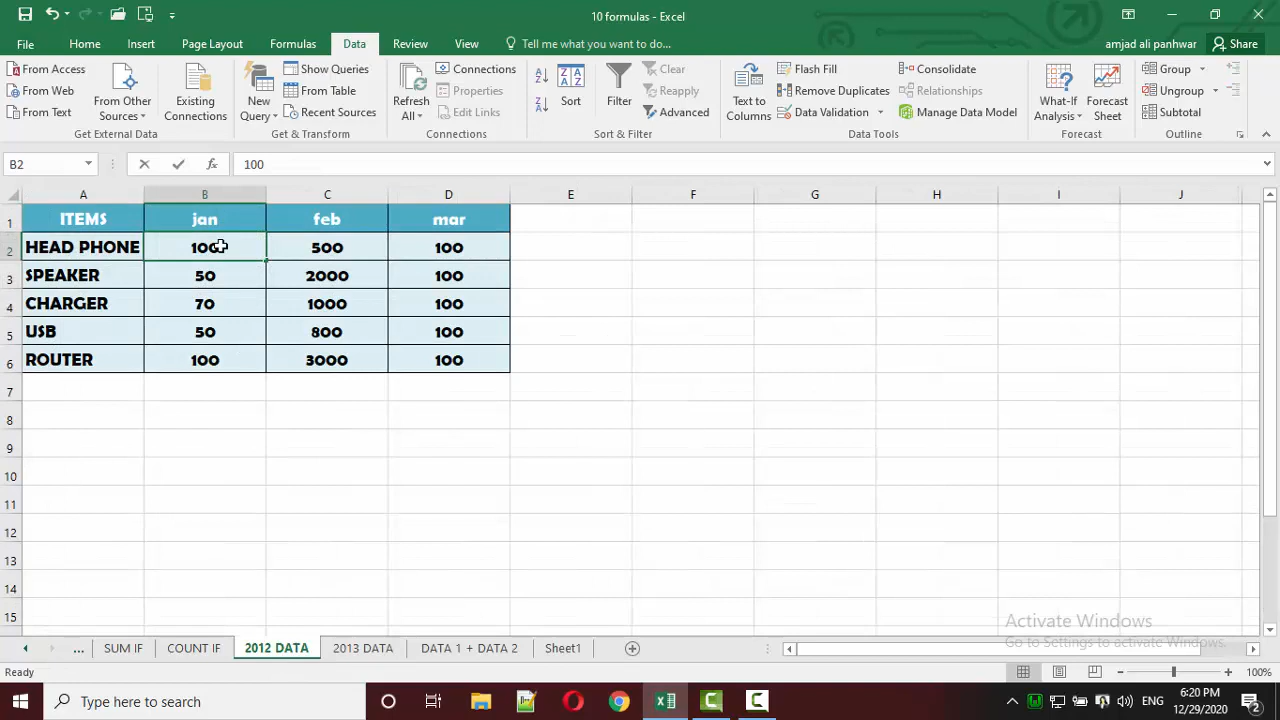 10 formulas - Excel
File Home Insert Page Layout Formulas Data Review View Tell me what you want to do... amjad ali panhwar Share
From Access
From Web
From Text
From Other Sources
Existing Connections
Get External Data
New Query
Show Queries
From Table
Recent Sources
Get & Transform
Refresh All
Connections
Properties
Edit Links
Connections
Sort
Filter
Clear
Reapply
Advanced
Sort & Filter
Text to Columns
Flash Fill
Remove Duplicates
Data Validation
Consolidate
Relationships
Manage Data Model
Data Tools
What-If Analysis
Forecast Sheet
Forecast
Group
Ungroup
Subtotal
Outline
B2 fx 100
A B C D E F G H I J
1 ITEMS jan feb mar
2 HEAD PHONE 100 500 100
3 SPEAKER 50 2000 100
4 CHARGER 70 1000 100
5 USB 50 800 100
6 ROUTER 100 3000 100
7
8
9
10
11
12
13
14
15
Activate Windows
Go to Settings to activate Windows.
... SUM IF COUNT IF 2012 DATA 2013 DATA DATA 1 + DATA 2 Sheet1
Ready 100%
Type here to search
ENG
6:20 PM
12/29/2020
2